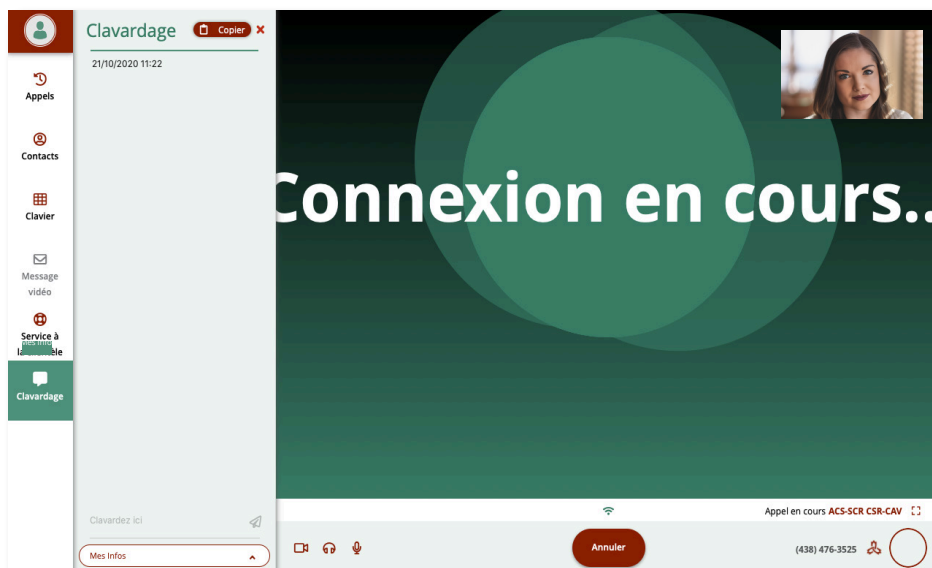 Clavardage
Copier
21/10/2020 11:22
Appels
Contacts
Clavier
Message
vidéo
Service à
Clavardage
Connexion en cours..
Clavardez ici
Mes Infos
Appel en cours ACS-SCR CSR-CAV
Annuler
(438) 476-3525